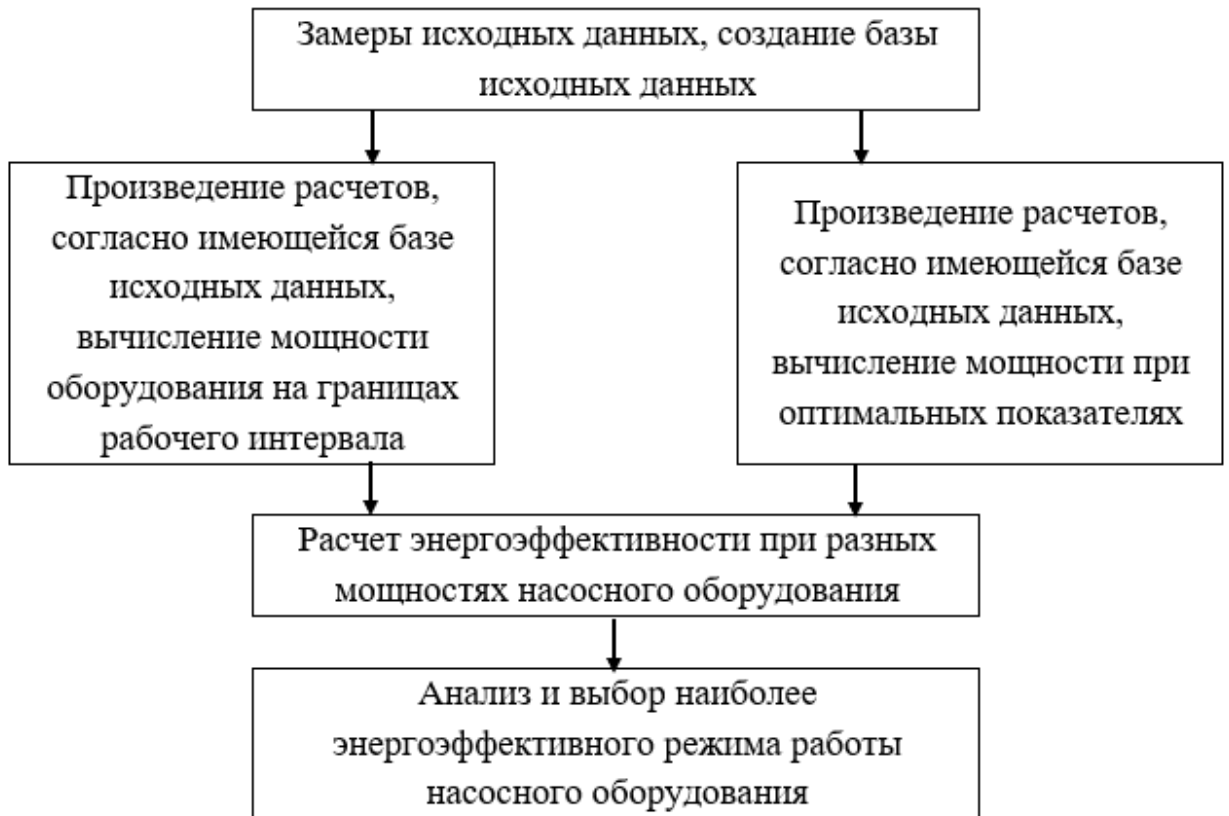 Замеры исходных данных, создание базы
исходных данных
Произведение расчетов,
согласно имеющейся базе
исходных данных,
вычисление мощности
оборудования на границах
рабочего интервала
Произведение расчетов,
согласно имеющейся базе
исходных данных,
вычисление мощности при
оптимальных показателях
Расчет энергоэффективности при разных
мощностях насосного оборудования
Анализ и выбор наиболее
энергоэффективного режима работы
насосного оборудования